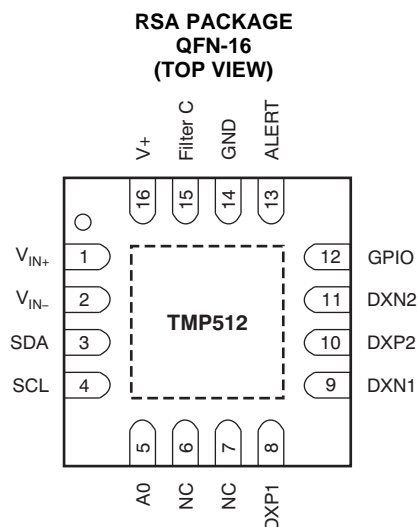 RSA PACKAGE
QFN-16
(TOP VIEW)
V+
Filter C
GND
ALERT
16
15
14
13
VIN+ 1
VIN– 2
SDA 3
SCL 4
TMP512
12 GPIO
11 DXN2
10 DXP2
9 DXN1
5
6
7
8
A0
NC
NC
DXP1